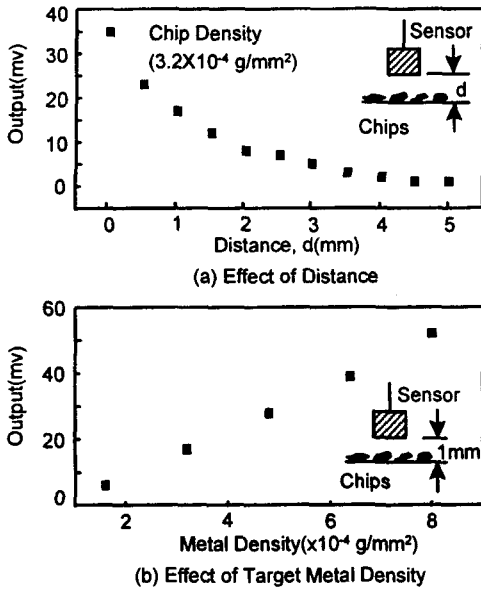 40
30
20
10
0
Output(mv)
Chip Density
(3.2X10⁻⁴ g/mm²)
Sensor
d
Chips
0 1 2 3 4 5
Distance, d(mm)
(a) Effect of Distance
60
40
20
0
Output(mv)
Sensor
1mm
Chips
2 4 6 8
Metal Density(x10⁻⁴ g/mm²)
(b) Effect of Target Metal Density